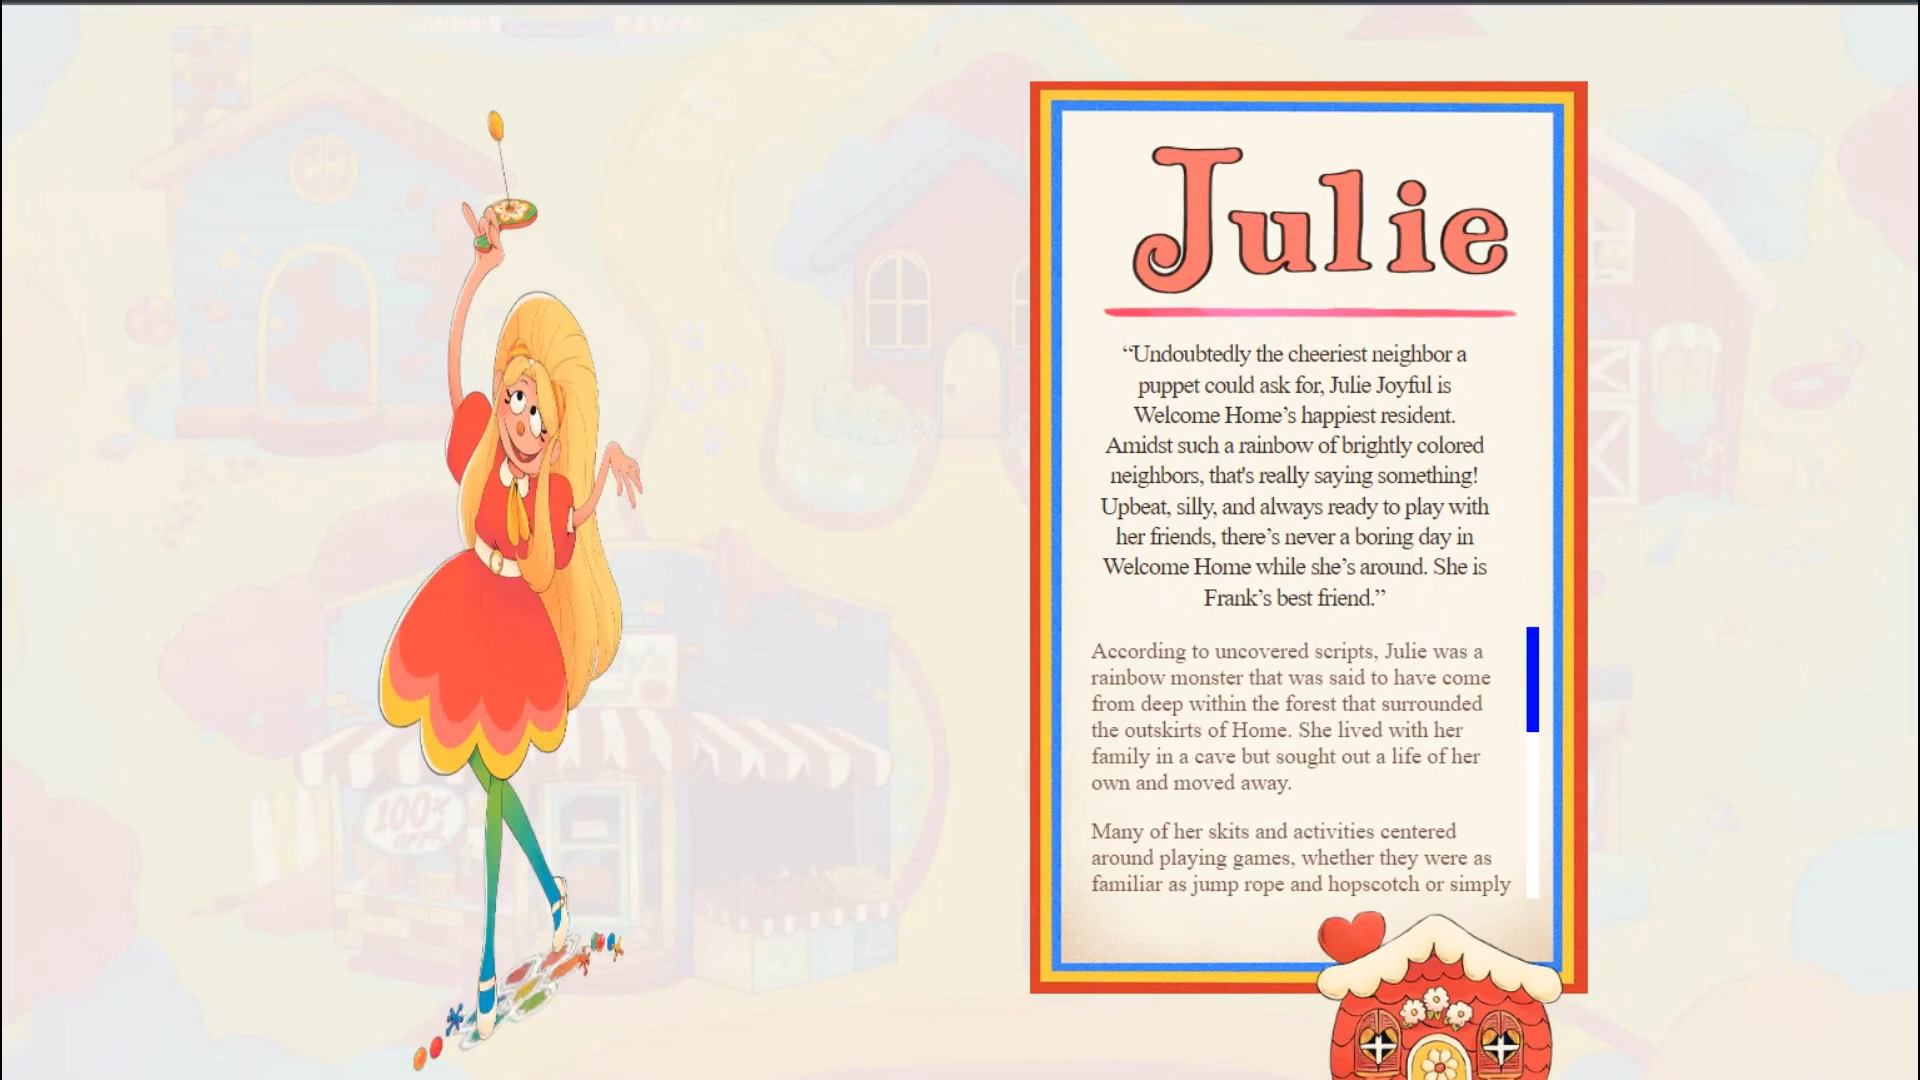 Julie
“Undoubtedly the cheeriest neighbor a
puppet could ask for, Julie Joyful is
Welcome Home’s happiest resident.
Amidst such a rainbow of brightly colored
neighbors, that's really saying something!
Upbeat, silly, and always ready to play with
her friends, there’s never a boring day in
Welcome Home while she’s around. She is
Frank’s best friend.”
According to uncovered scripts, Julie was a
rainbow monster that was said to have come
from deep within the forest that surrounded
the outskirts of Home. She lived with her
family in a cave but sought out a life of her
own and moved away.
Many of her skits and activities centered
around playing games, whether they were as
familiar as jump rope and hopscotch or simply
100%